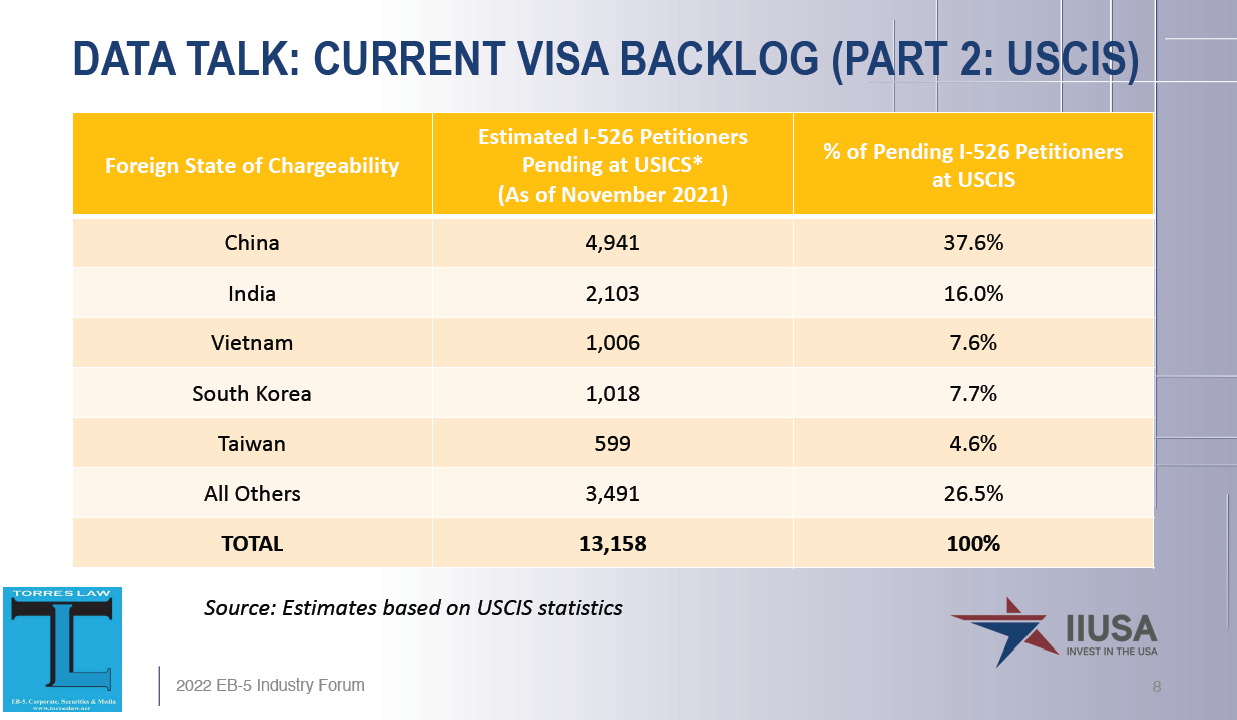 DATA TALK: CURRENT VISA BACKLOG (PART 2: USCIS)
Foreign State of Chargeability
Estimated I-526 Petitioners
Pending at USICS*
(As of November 2021)
% of Pending I-526 Petitioners
at USCIS
China 4,941 37.6%
India 2,103 16.0%
Vietnam 1,006 7.6%
South Korea 1,018 7.7%
Taiwan 599 4.6%
All Others 3,491 26.5%
TOTAL 13,158 100%
Source: Estimates based on USCIS statistics
TORRES LAW
TL
EB-5, Corporate, Securities & Media
www.torreslaw.net
2022 EB-5 Industry Forum
IIUSA
INVEST IN THE USA
8